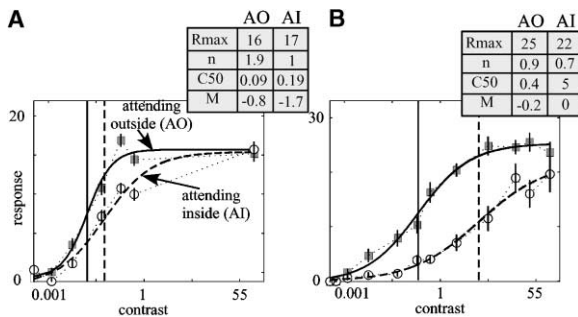 A
AO AI
Rmax 16 17
n 1.9 1
C50 0.09 0.19
M -0.8 -1.7
20
response
0
attending
outside (AO)
attending
inside (AI)
0.001 1 55
contrast
B
AO AI
Rmax 25 22
n 0.9 0.7
C50 0.4 5
M -0.2 0
30
0
0.001 1 55
contrast